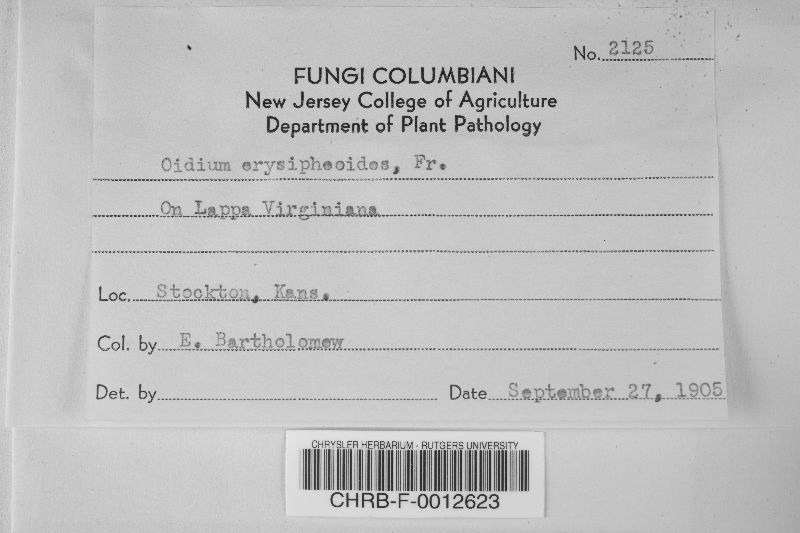 No. 2125
FUNGI COLUMBIANI
New Jersey College of Agriculture
Department of Plant Pathology
Oidium erysipheoides, Fr.
On Lappa Virginiana
Loc. Stockton, Kans.
Col. by E. Bartholomew
Det. by
Date September 27, 1905
CHRYSLER HERBARIUM - RUTGERS UNIVERSITY
CHRB-F-0012623